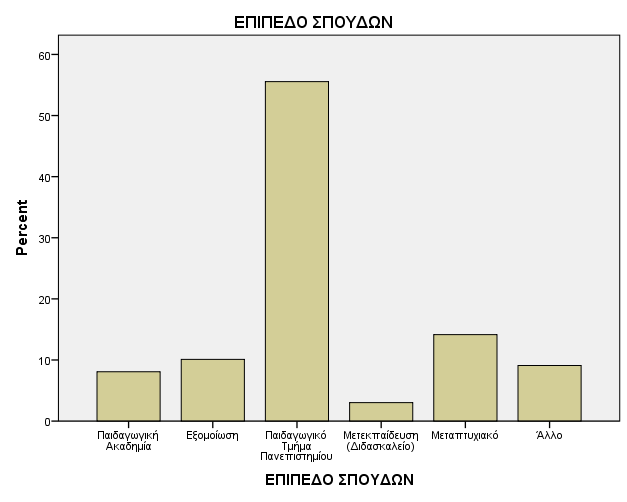 ΕΠΙΠΕΔΟ ΣΠΟΥΔΩΝ
60
50
40
30
20
10
0
Percent
Παιδαγωγική
Ακαδημία
Εξομοίωση
Παιδαγωγικό
Τμήμα
Πανεπιστημίου
Μετεκπαίδευση
(Διδασκαλείο)
Μεταπτυχιακό
Άλλο
ΕΠΙΠΕΔΟ ΣΠΟΥΔΩΝ